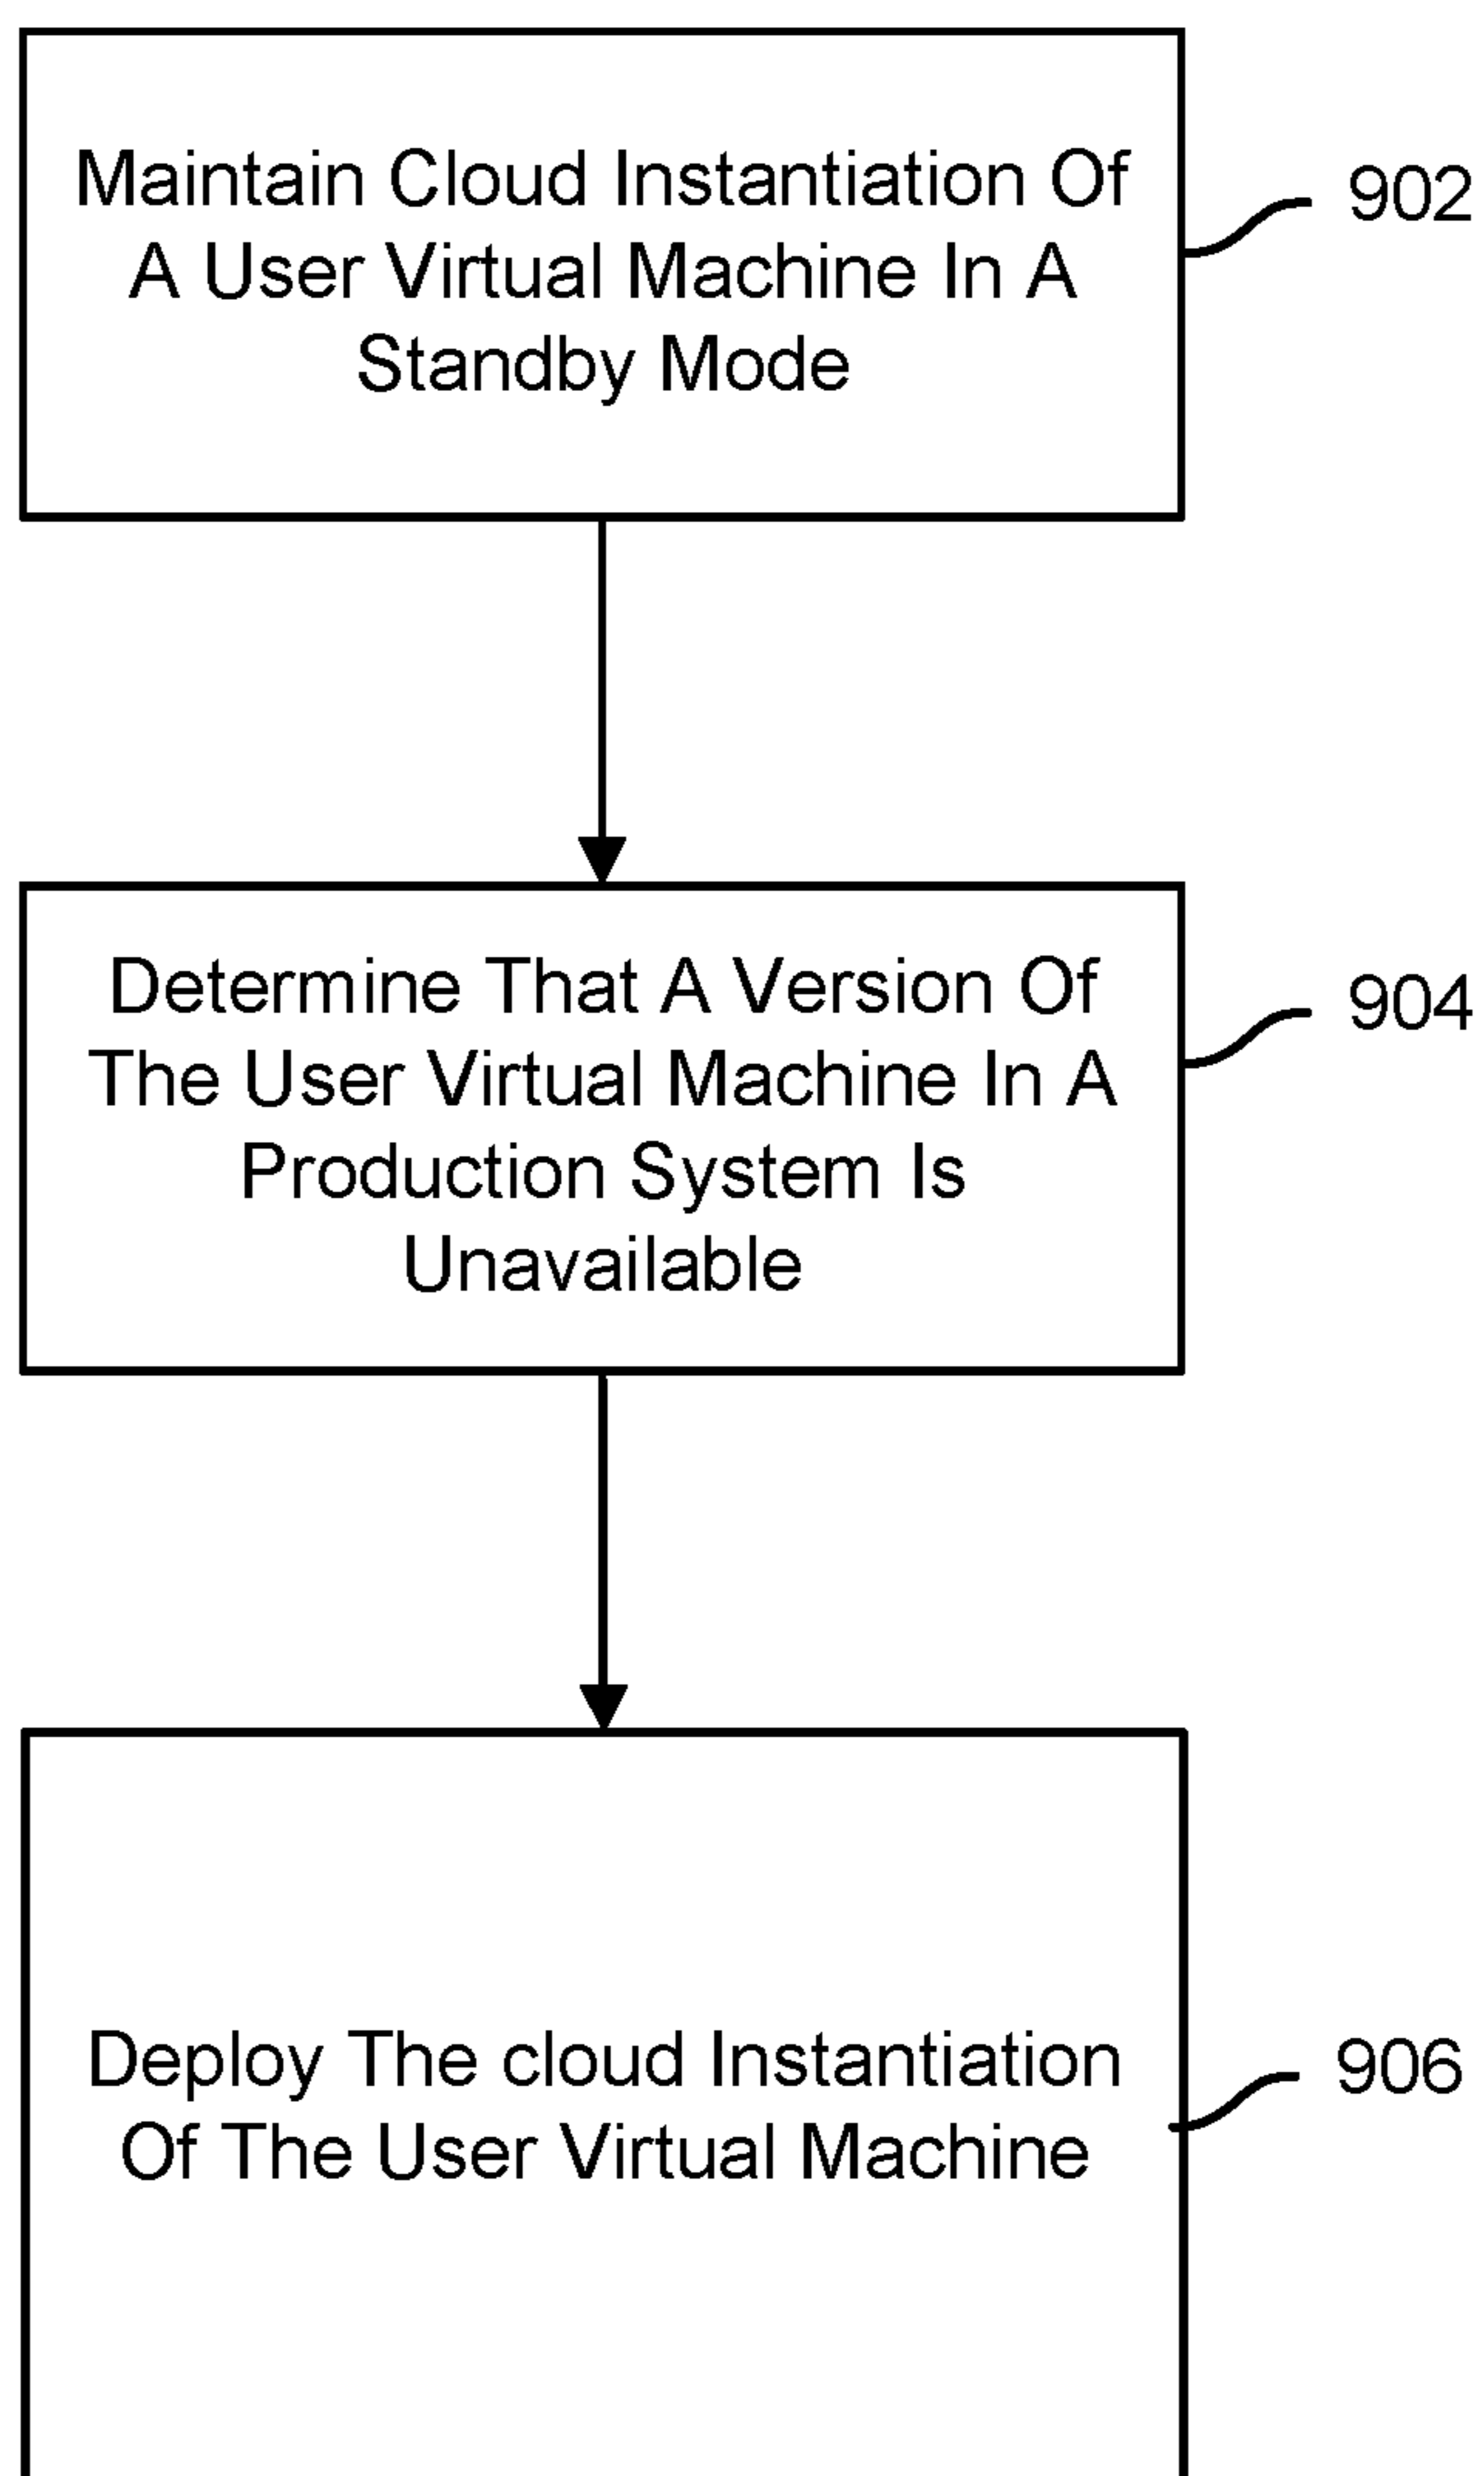 Maintain Cloud Instantiation Of
A User Virtual Machine In A
Standby Mode
902
Determine That A Version Of
The User Virtual Machine In A
Production System Is
Unavailable
904
Deploy The cloud Instantiation
Of The User Virtual Machine
906